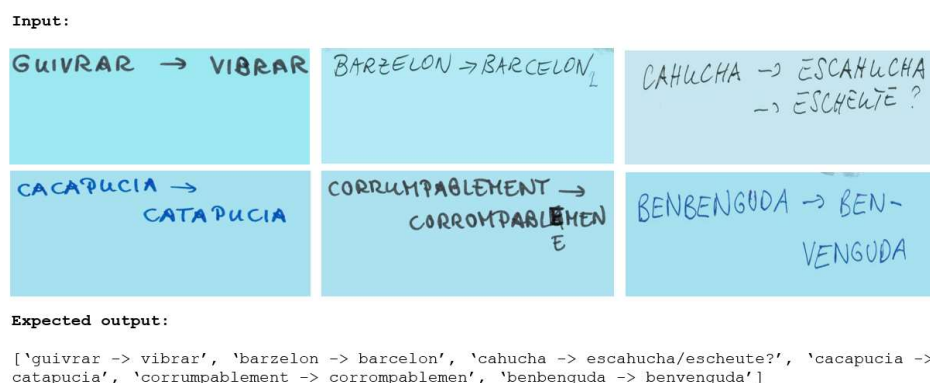 Input:
GUIVRAR → VIBRAR
BARZELON → BARCELON₂
CAHUCHA → ESCAHUCHA
→ ESCHEUTE ?
CACAPUCIA →
CATAPUCIA
CORRUMPABLEMENT →
CORROMPABLEMEN
E
BENBENGUDA → BEN-
VENGUDA
Expected output:
[‘guivrar -> vibrar’, ‘barzelon -> barcelon’, ‘cahucha -> escahucha/escheute?’, ‘cacapucia ->
catapucia’, ‘corrumpablement -> corrompablemen’, ‘benbenguda -> benvenguda’]